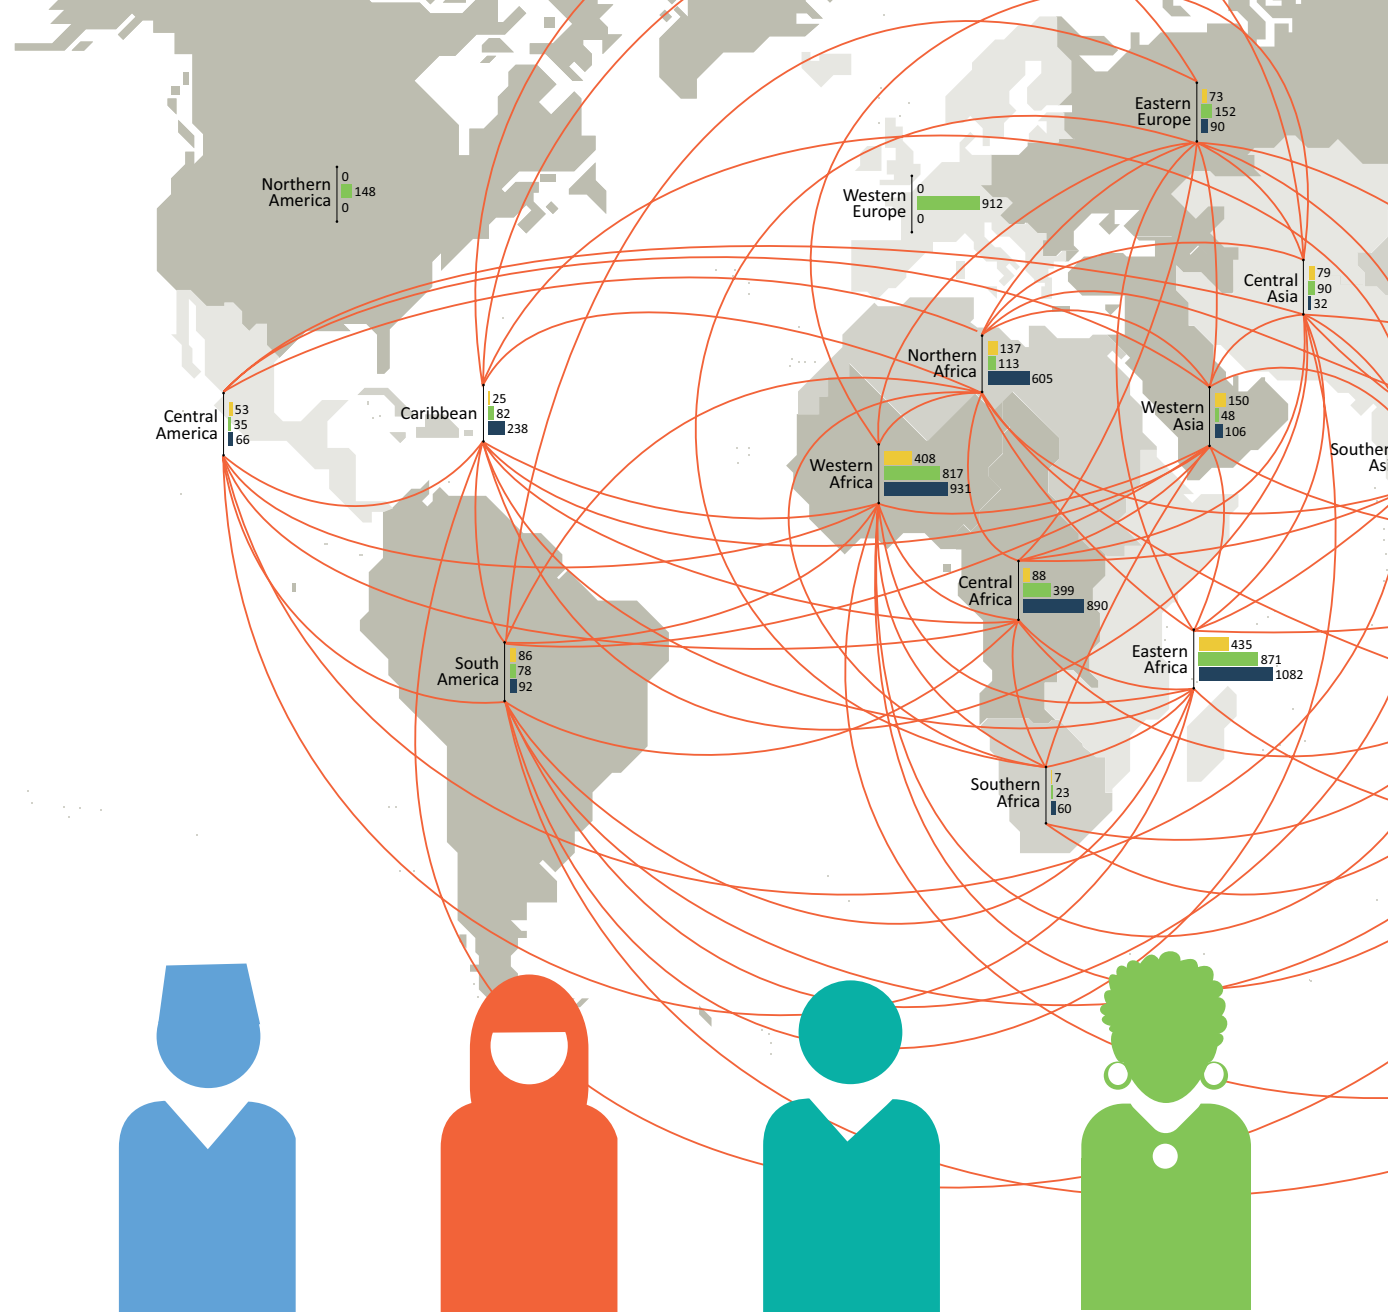 Eastern
Europe
73
152
90
Northern
America
0
148
0
Western
Europe
0
912
0
Central
Asia
79
90
32
Northern
Africa
137
113
605
Central
America
53
35
66
Caribbean
25
82
238
Western
Asia
150
48
106
Souther
As
Western
Africa
408
817
931
Central
Africa
88
399
890
South
America
86
78
92
Eastern
Africa
435
871
1082
Southern
Africa
7
23
60